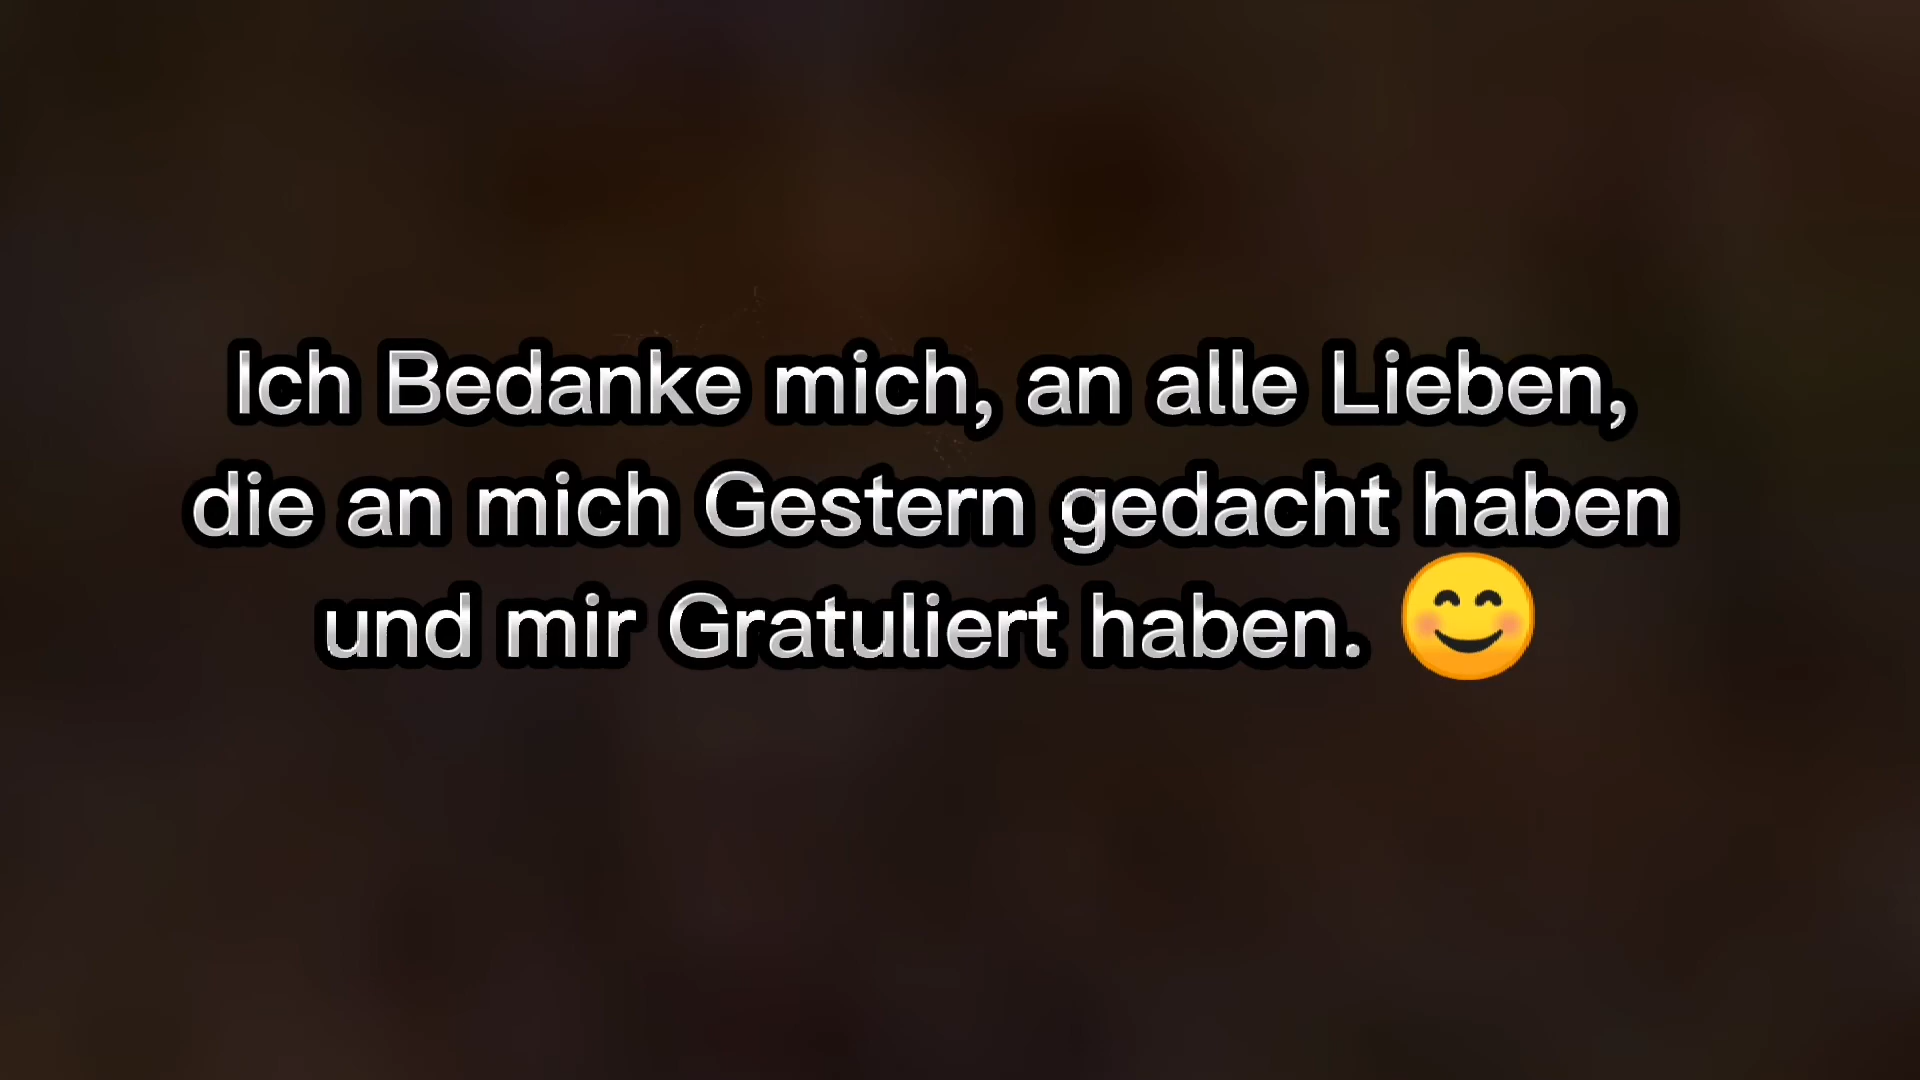 Ich Bedanke mich, an alle Lieben,
die an mich Gestern gedacht haben
und mir Gratuliert haben. 😊